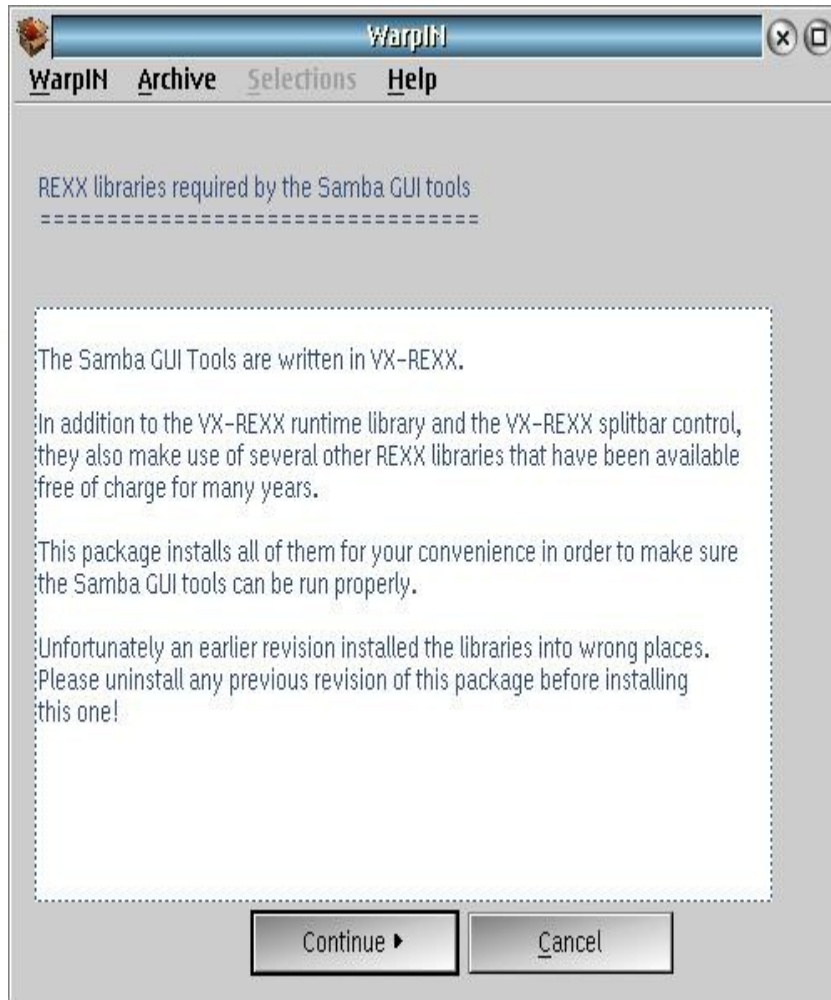 WarpIN
WarpIN Archive Selections Help
REXX libraries required by the Samba GUI tools
=================================
The Samba GUI Tools are written in VX-REXX.
In addition to the VX-REXX runtime library and the VX-REXX splitbar control,
they also make use of several other REXX libraries that have been available
free of charge for many years.
This package installs all of them for your convenience in order to make sure
the Samba GUI tools can be run properly.
Unfortunately an earlier revision installed the libraries into wrong places.
Please uninstall any previous revision of this package before installing
this one!
Continue Cancel